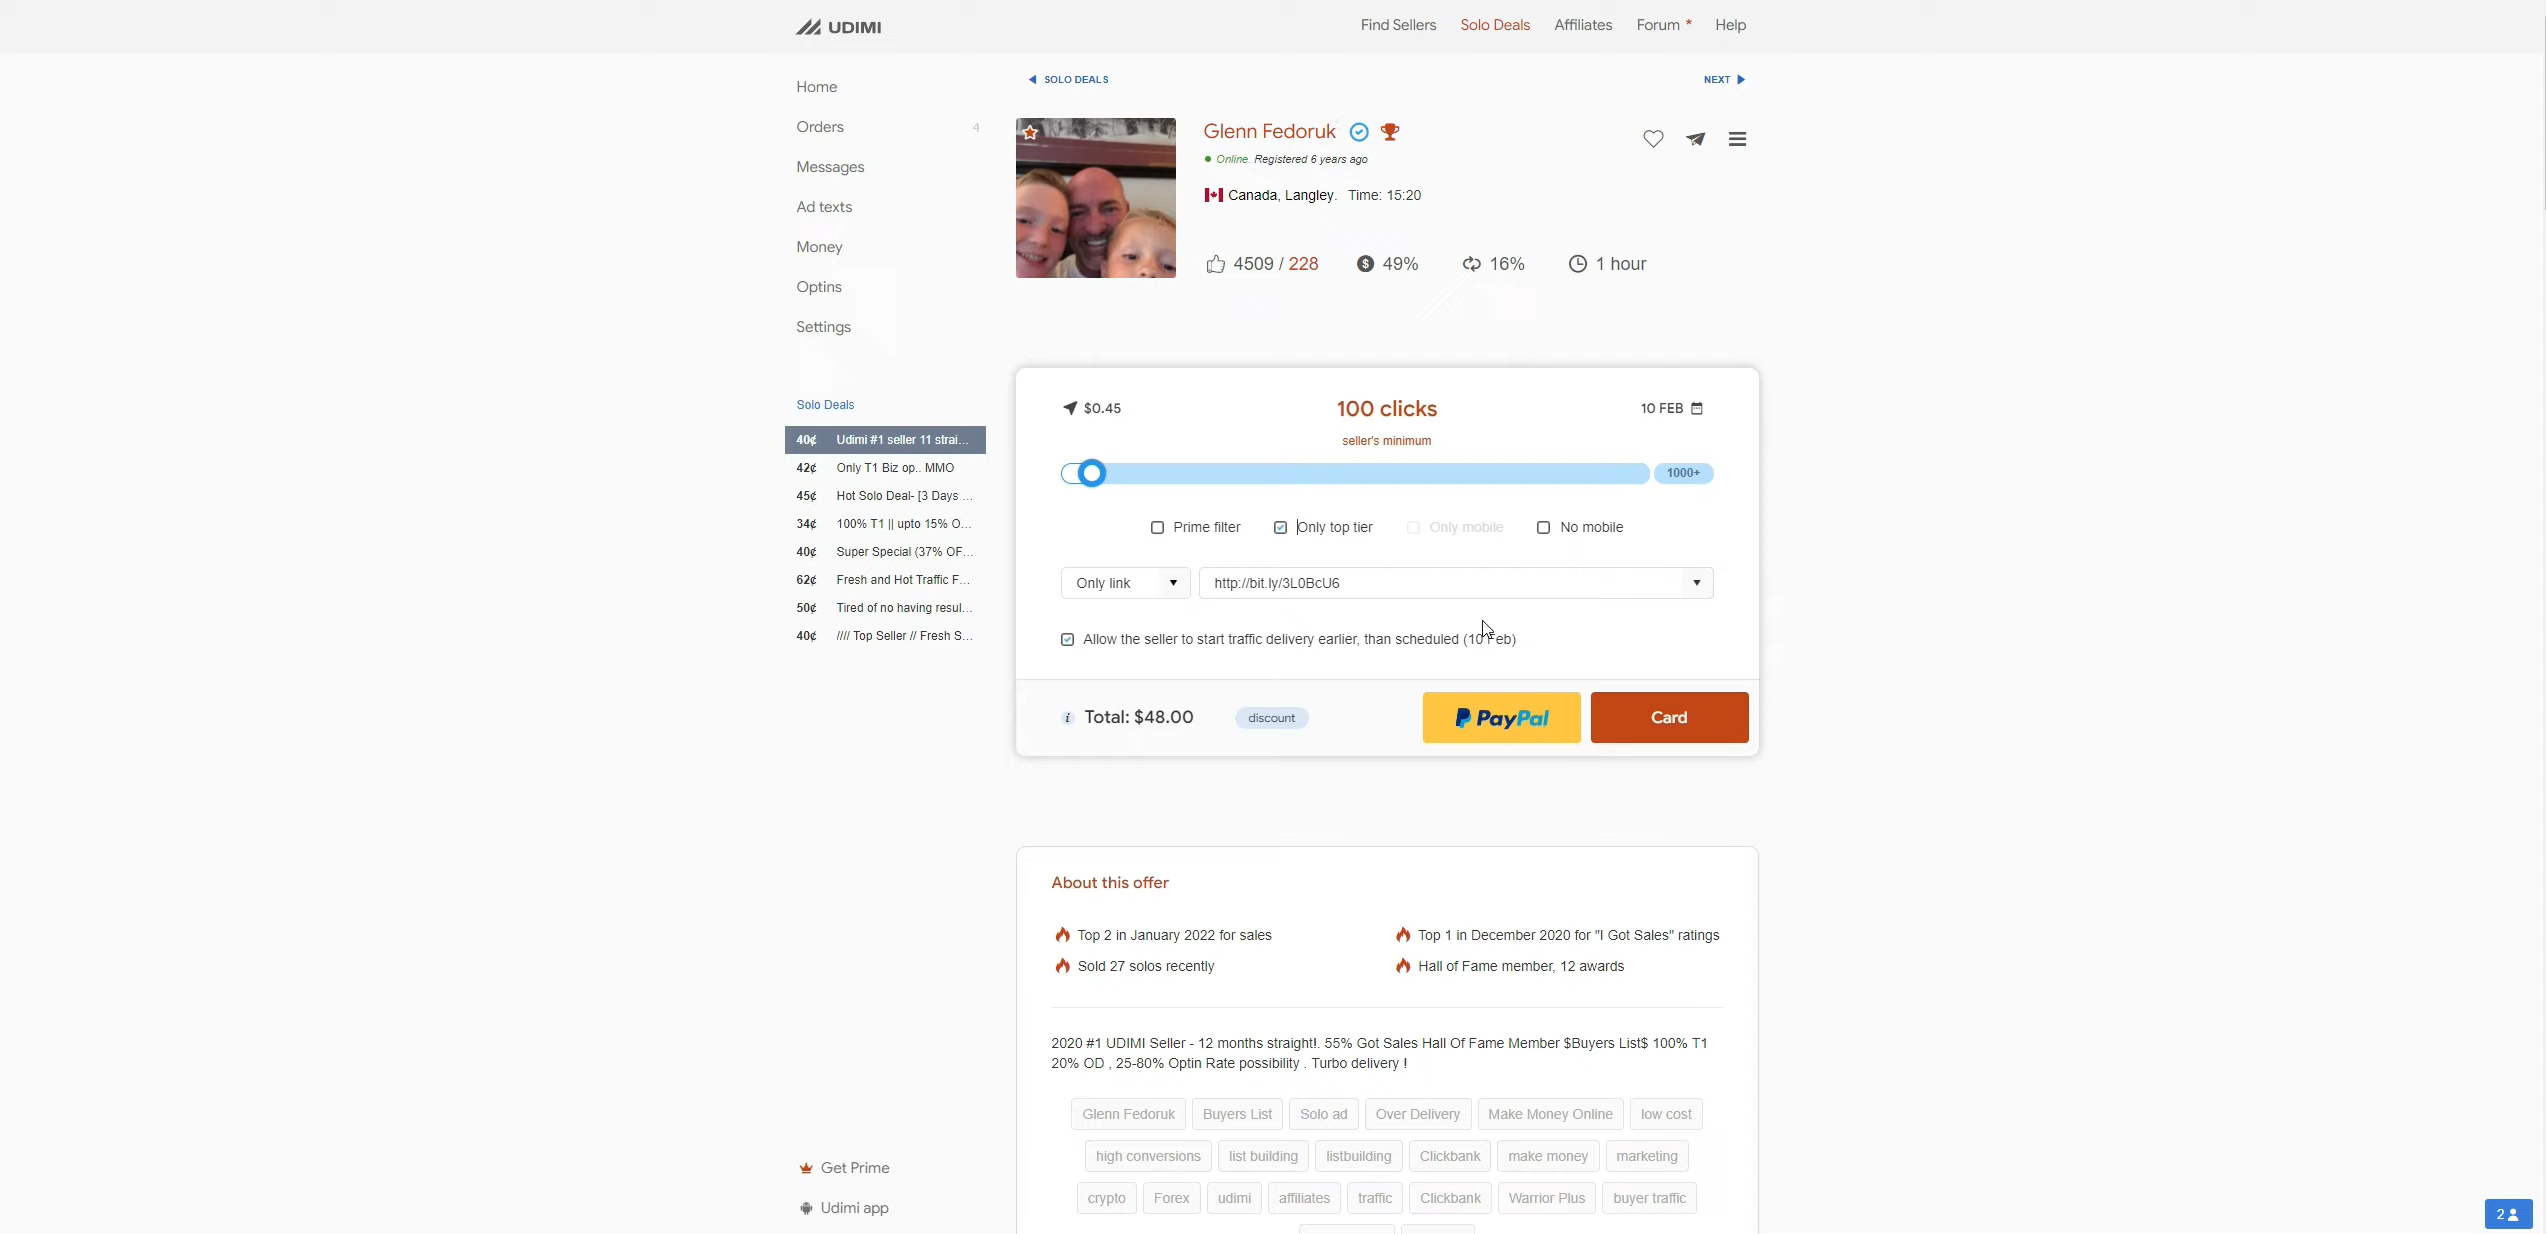 UDIMI
Find Sellers Solo Deals Affiliates Forum * Help
Home
Orders 4
Messages
Ad texts
Money
Optins
Settings
Solo Deals
40¢ Udimi #1 seller 11 strai...
42¢ Only T1 Biz op.. MMO
45¢ Hot Solo Deal- [3 Days ...
34¢ 100% T1 || upto 15% O...
40¢ Super Special (37% OF...
62¢ Fresh and Hot Traffic F...
50¢ Tired of no having resul...
40¢ //// Top Seller // Fresh S...
Get Prime
Udimi app
SOLO DEALS NEXT
Glenn Fedoruk
Online. Registered 6 years ago
Canada, Langley. Time: 15:20
4509 / 228 49% 16% 1 hour
$0.45 100 clicks 10 FEB
seller's minimum
1000+
Prime filter Only top tier Only mobile No mobile
Only link http://bit.ly/3L0BcU6
Allow the seller to start traffic delivery earlier, than scheduled (10 Feb)
Total: $48.00 discount PayPal Card
About this offer
Top 2 in January 2022 for sales Top 1 in December 2020 for "I Got Sales" ratings
Sold 27 solos recently Hall of Fame member, 12 awards
2020 #1 UDIMI Seller - 12 months straight!. 55% Got Sales Hall Of Fame Member $Buyers List$ 100% T1
20% OD , 25-80% Optin Rate possibility . Turbo delivery !
Glenn Fedoruk Buyers List Solo ad Over Delivery Make Money Online low cost
high conversions list building listbuilding Clickbank make money marketing
crypto Forex udimi affiliates traffic Clickbank Warrior Plus buyer traffic
2